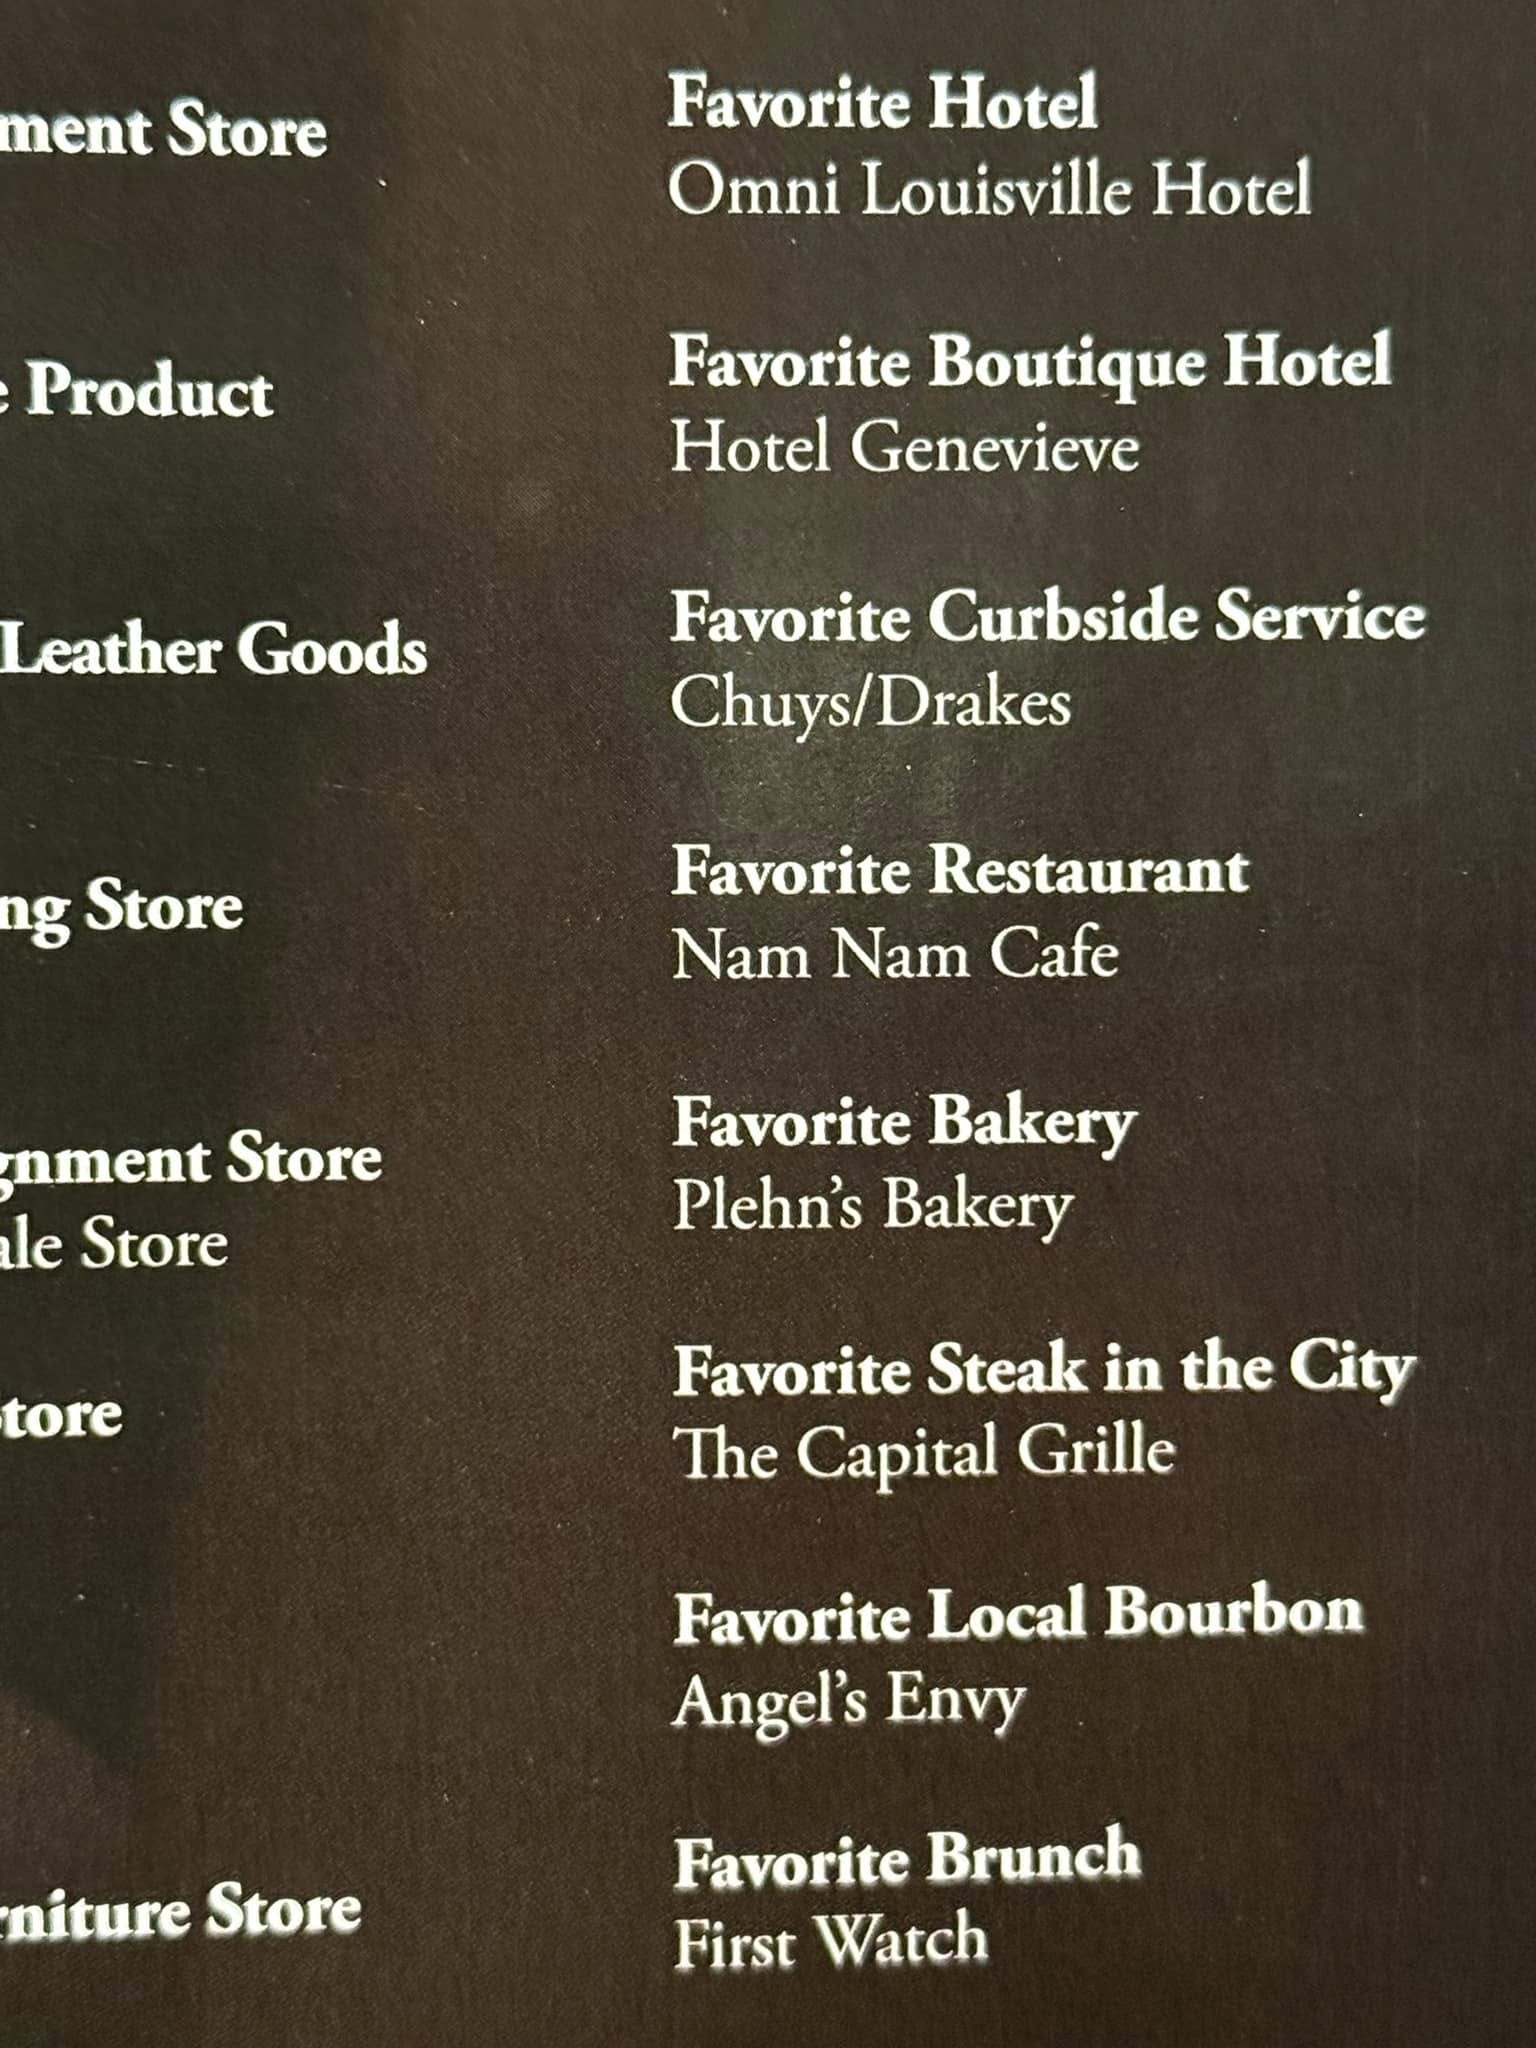 ment Store
Product
Leather Goods
ng Store
gnment Store
ale Store
Store
rniture Store
Favorite Hotel
Omni Louisville Hotel
Favorite Boutique Hotel
Hotel Genevieve
Favorite Curbside Service
Chuys/Drakes
Favorite Restaurant
Nam Nam Cafe
Favorite Bakery
Plehn's Bakery
Favorite Steak in the City
The Capital Grille
Favorite Local Bourbon
Angel's Envy
Favorite Brunch
First Watch